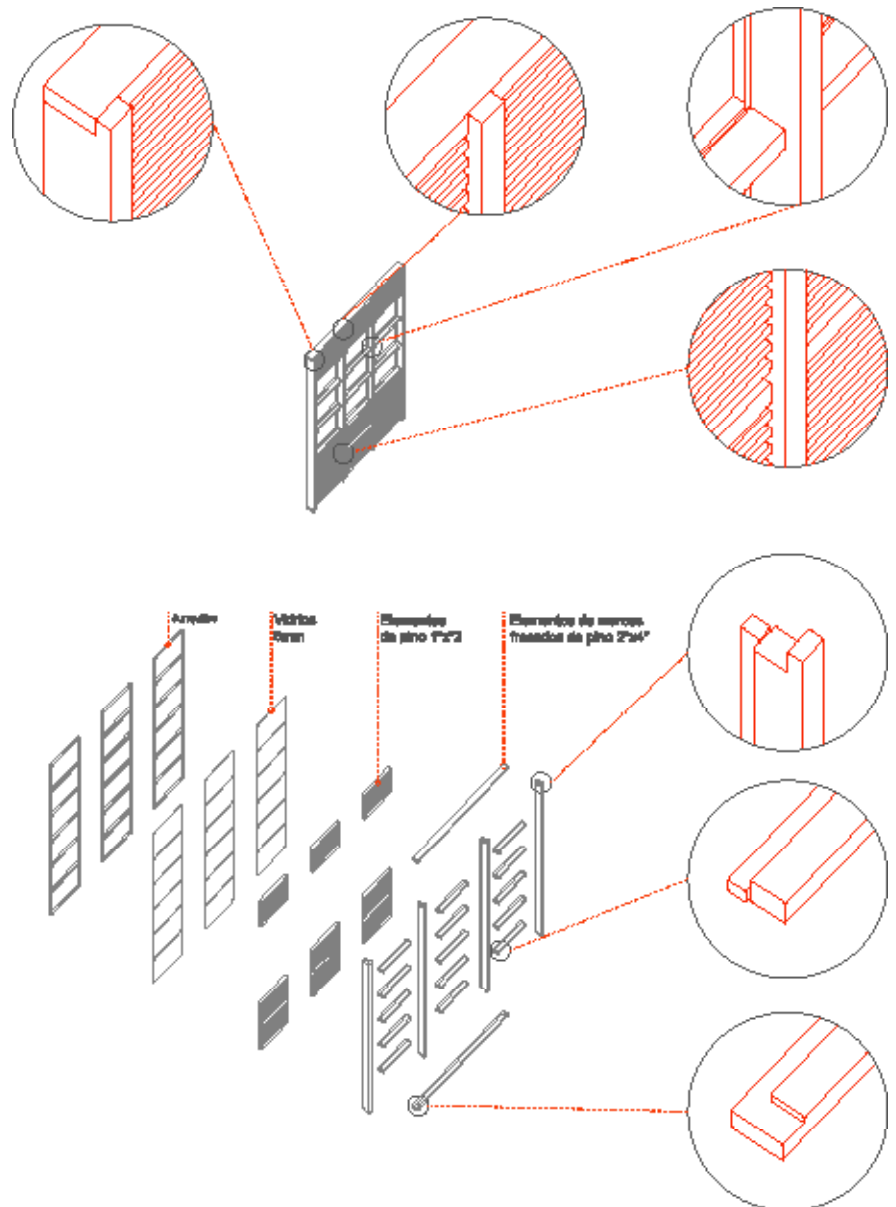 Vidrios
Elementos
de pino 1"x2
Elementos de marcos
fresados de pino 2"x4"